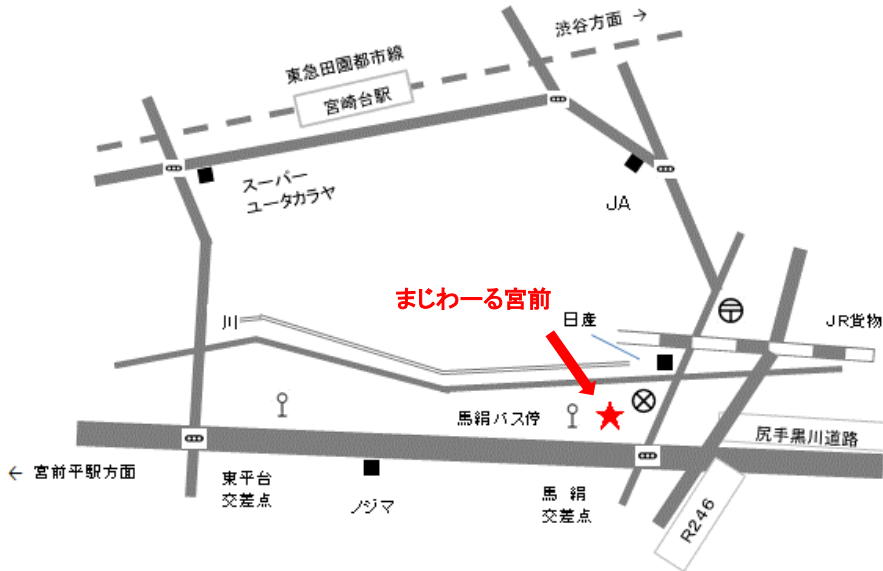 渋谷方面 →
東急田園都市線
宮崎台駅
スーパー
ユータカラヤ
JA
まじわーる宮前
日産
JR貨物
川
馬絹バス停
尻手黒川道路
← 宮前平駅方面
東平台
交差点
ノジマ
馬 絹
交差点
R246